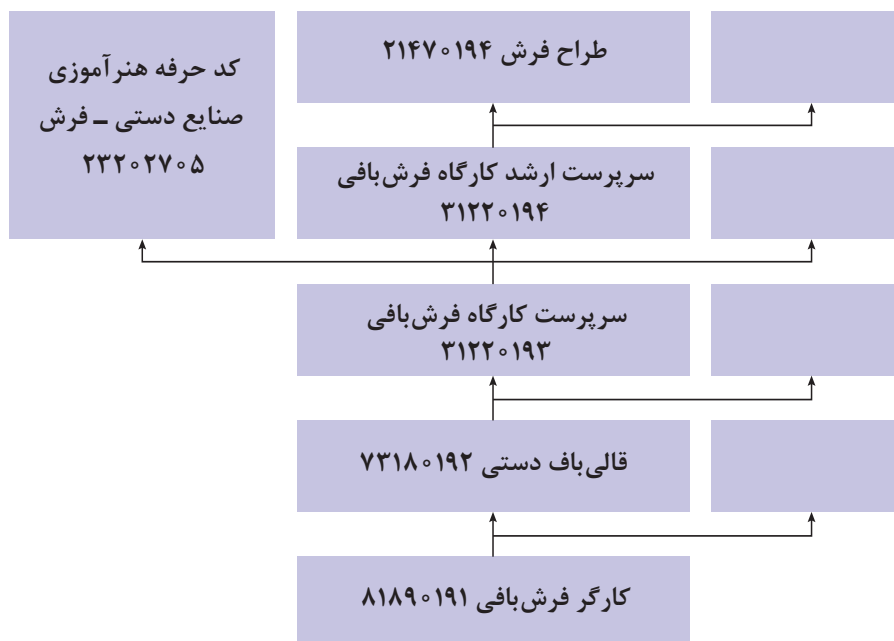 طراح فرش ۲۱۴۷۰۱۹۴
کد حرفه هنرآموزی
صنایع دستی ـ فرش
۲۳۲۰۲۷۰۵
سرپرست ارشد کارگاه فرش‌بافی
۳۱۲۲۰۱۹۴
سرپرست کارگاه فرش‌بافی
۳۱۲۲۰۱۹۳
قالی‌باف دستی ۷۳۱۸۰۱۹۲
کارگر فرش‌بافی ۸۱۸۹۰۱۹۱